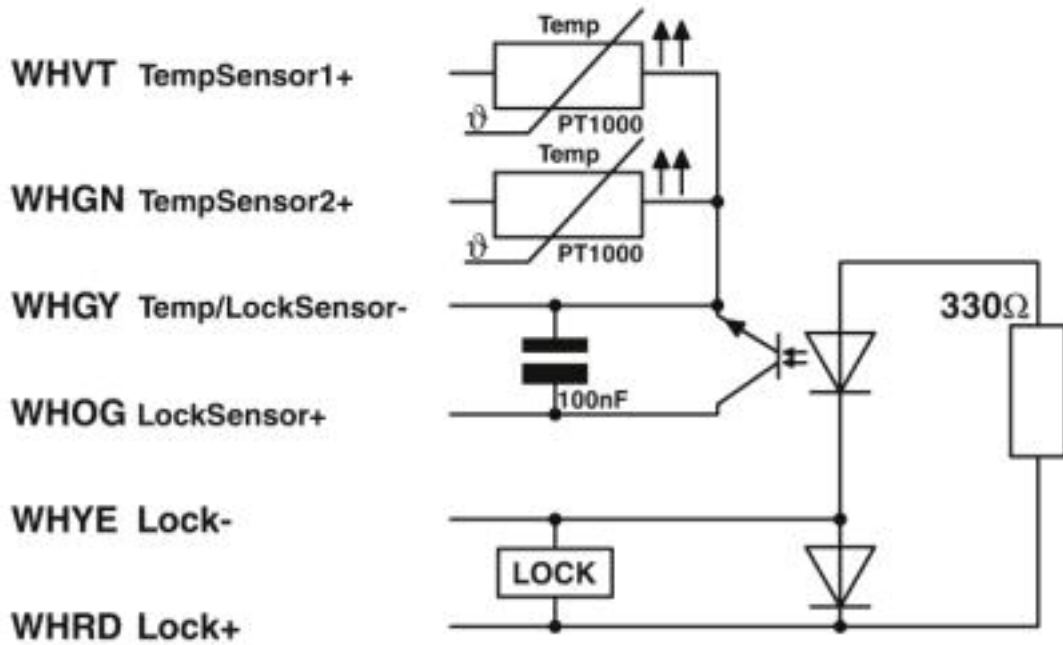 Temp
WHVT TempSensor1+
ϑ
PT1000
Temp
WHGN TempSensor2+
ϑ
PT1000
WHGY Temp/LockSensor-
330Ω
100nF
WHOG LockSensor+
WHYE Lock-
LOCK
WHRD Lock+